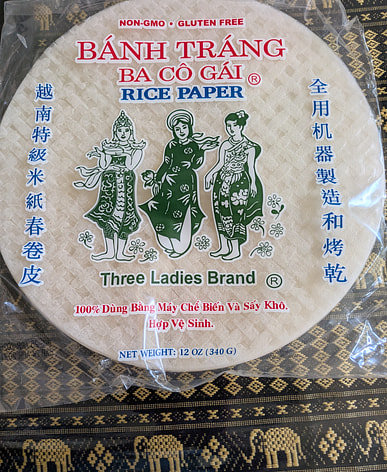 NON-GMO • GLUTEN FREE
BÁNH TRÁNG
BA CÔ GÁI ®
RICE PAPER
越南特級米紙春卷皮
全用机器製造和烤乾
Three Ladies Brand ®
100% Dùng Bằng Máy Chế Biến Và Sấy Khô,
Hợp Vệ Sinh.
NET WEIGHT: 12 OZ (340 G)